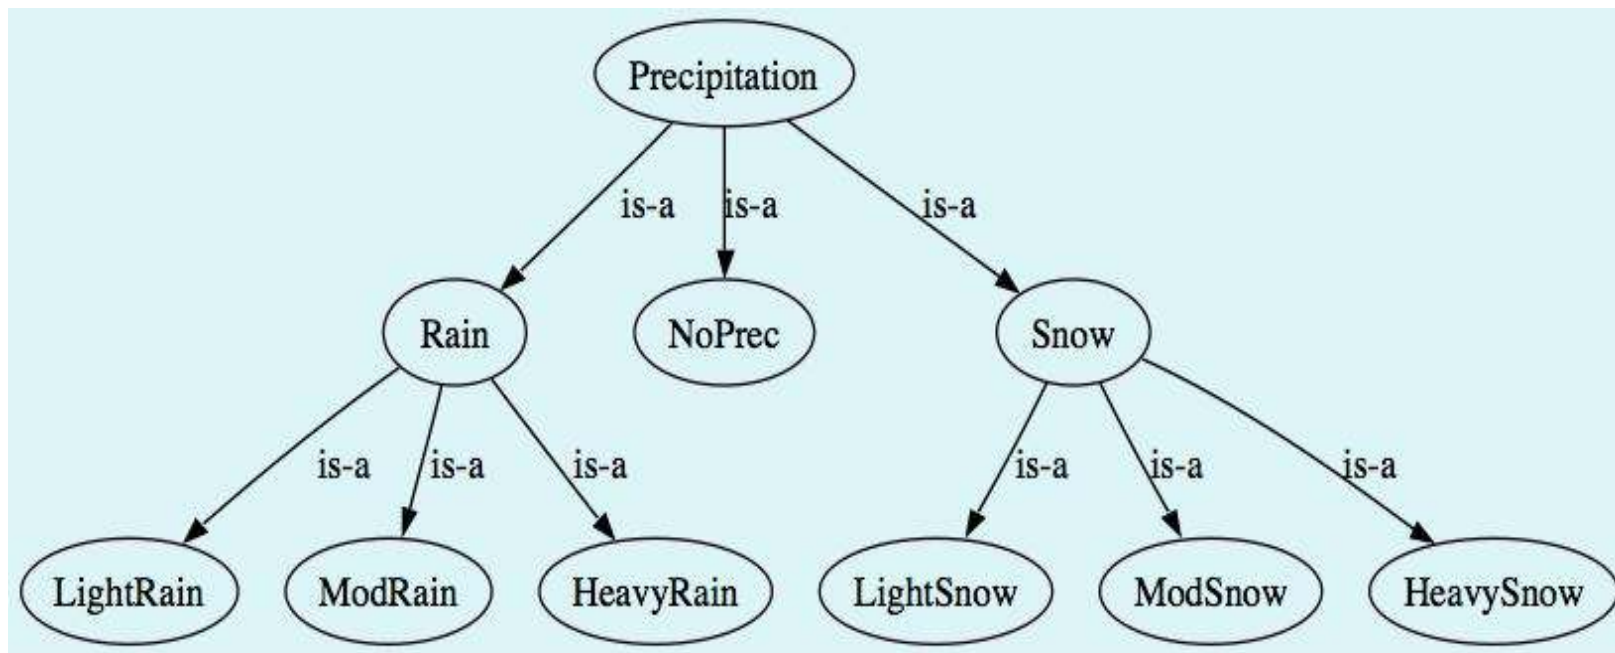 Precipitation
is-a is-a is-a
Rain NoPrec Snow
is-a is-a is-a is-a is-a is-a
LightRain ModRain HeavyRain LightSnow ModSnow HeavySnow